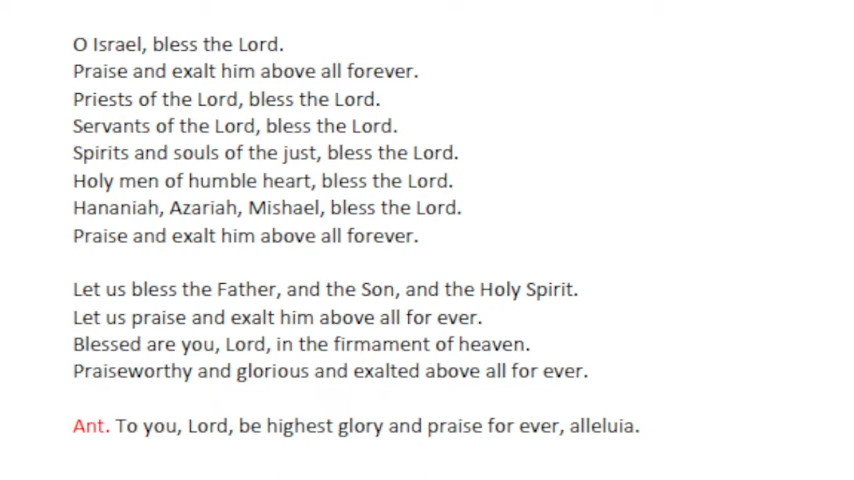 O Israel, bless the Lord.
Praise and exalt him above all forever.
Priests of the Lord, bless the Lord.
Servants of the Lord, bless the Lord.
Spirits and souls of the just, bless the Lord.
Holy men of humble heart, bless the Lord.
Hananiah, Azariah, Mishael, bless the Lord.
Praise and exalt him above all forever.
Let us bless the Father, and the Son, and the Holy Spirit.
Let us praise and exalt him above all for ever.
Blessed are you, Lord, in the firmament of heaven.
Praiseworthy and glorious and exalted above all for ever.
Ant. To you, Lord, be highest glory and praise for ever, alleluia.